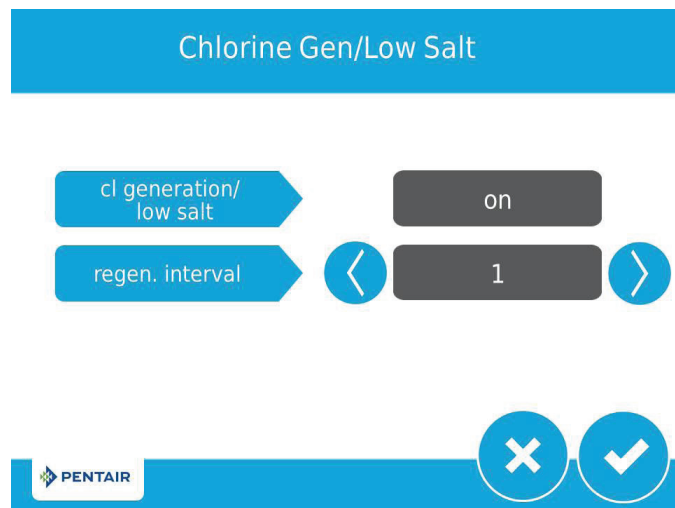 Chlorine Gen/Low Salt
cl generation/
low salt
on
regen. interval
1
PENTAIR